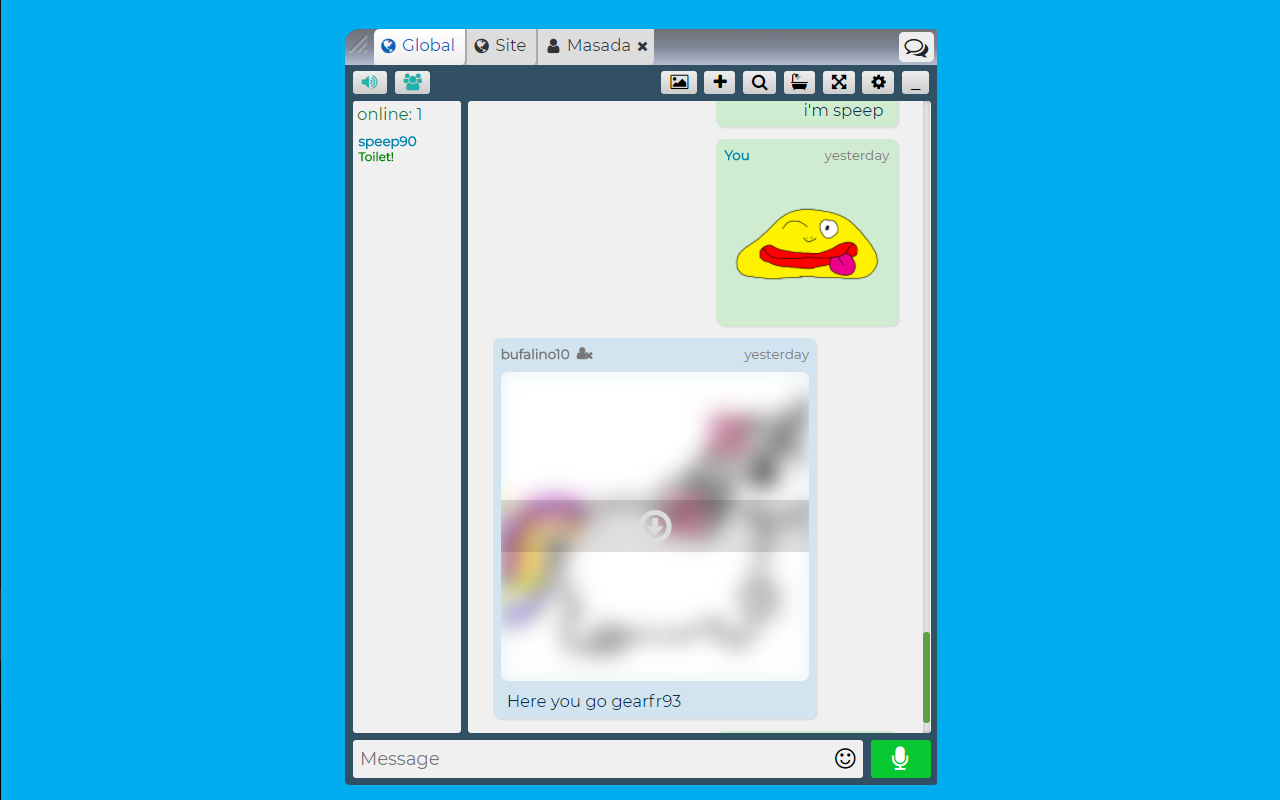 Global Site Masada
online: 1
speep90
Toilet!
i'm speep
You yesterday
bufalino10 yesterday
Here you go gearfr93
Message